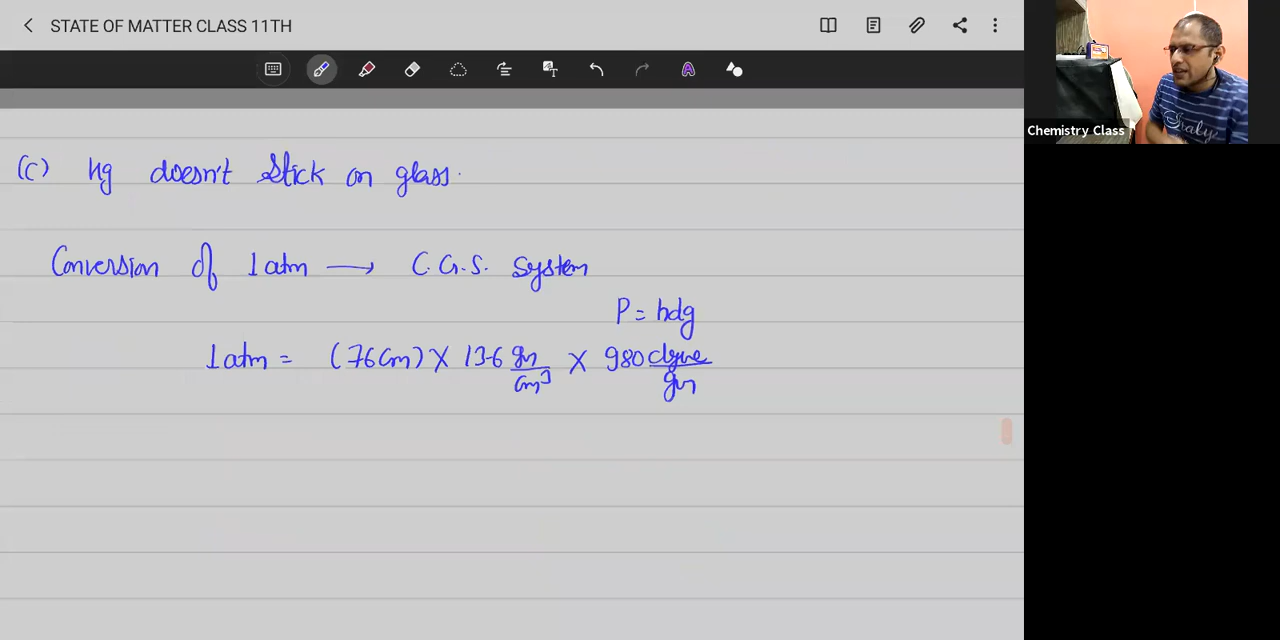 STATE OF MATTER CLASS 11TH
Chemistry Class
(C) Hg doesn't Stick on glass.
Conversion of 1 atm → C.G.S. System
P = hdg
1 atm = (76 cm) X 13.6 gm/cm³ X 980 dyne/gm